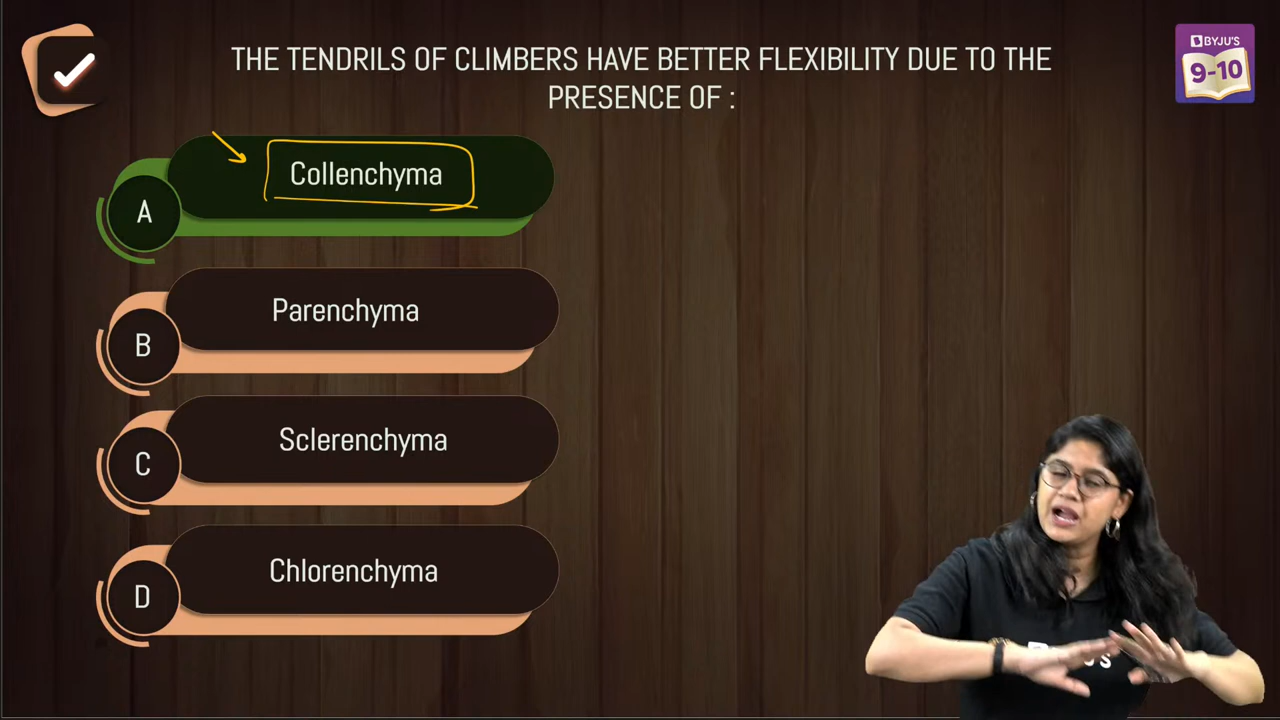 THE TENDRILS OF CLIMBERS HAVE BETTER FLEXIBILITY DUE TO THE
PRESENCE OF :
BYJU'S
9-10
A
Collenchyma
B
Parenchyma
C
Sclerenchyma
D
Chlorenchyma